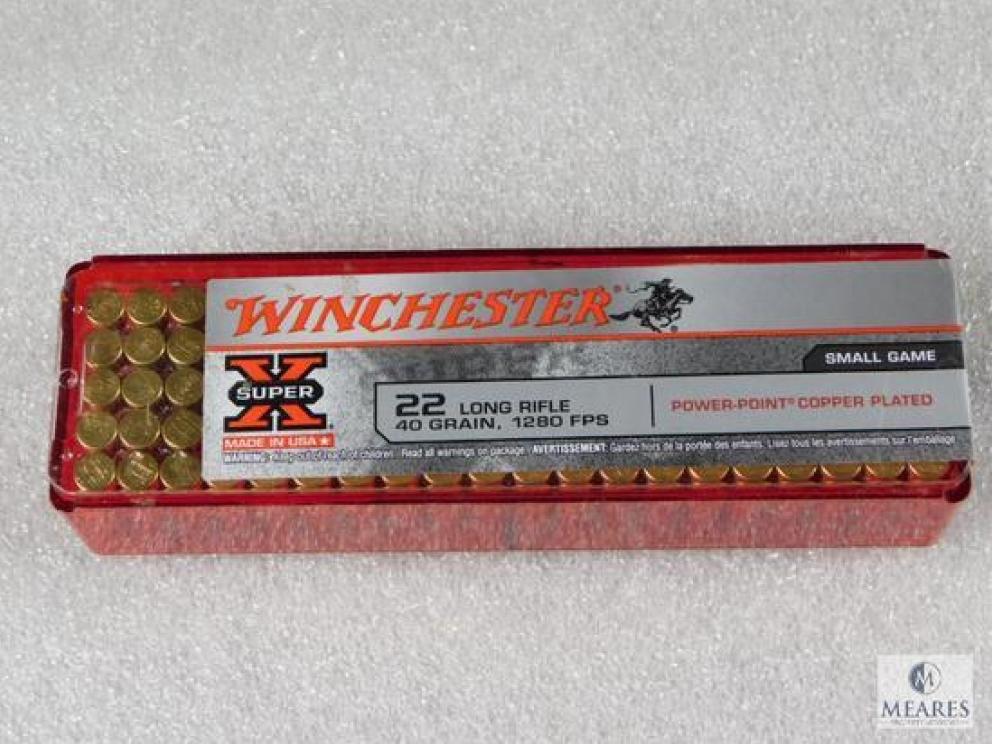 WINCHESTER®
SUPER X
MADE IN USA ★
SMALL GAME
22 LONG RIFLE
40 GRAIN, 1280 FPS
POWER-POINT® COPPER PLATED
WARNING: Keep out of reach of children. Read all warnings on package. /AVERTISSEMENT: Gardez hors de la portée des enfants. Lisez tous les avertissements sur l'emballage
M
MEARES